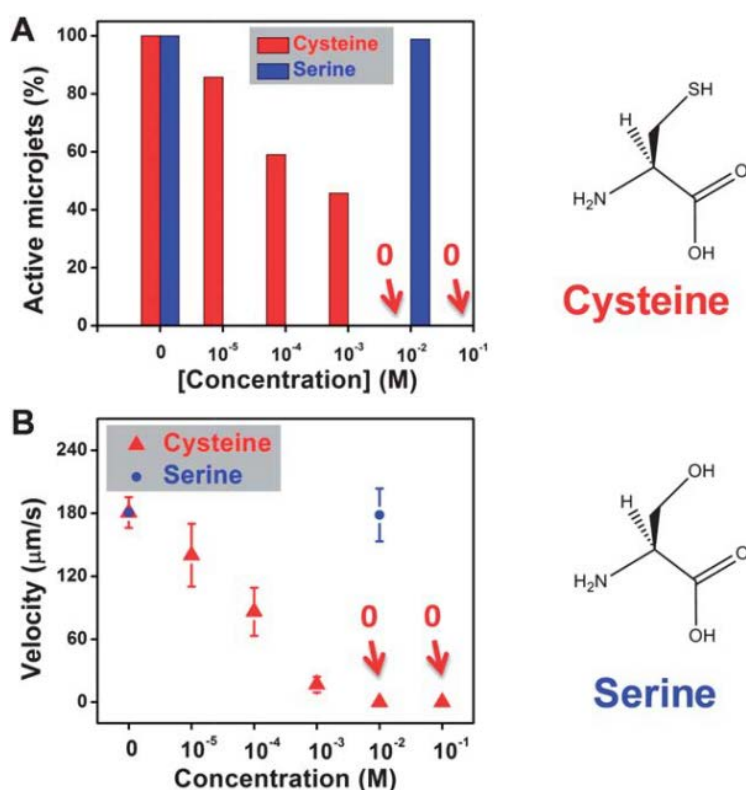 A
Active microjets (%)
100
80
60
40
20
0
Cysteine
Serine
0
0
0
10⁻⁵
10⁻⁴
10⁻³
10⁻²
10⁻¹
[Concentration] (M)
SH
H
H₂N
O
OH
Cysteine
B
Velocity (µm/s)
240
180
120
60
0
Cysteine
Serine
0
0
0
10⁻⁵
10⁻⁴
10⁻³
10⁻²
10⁻¹
Concentration (M)
OH
H
H₂N
O
OH
Serine